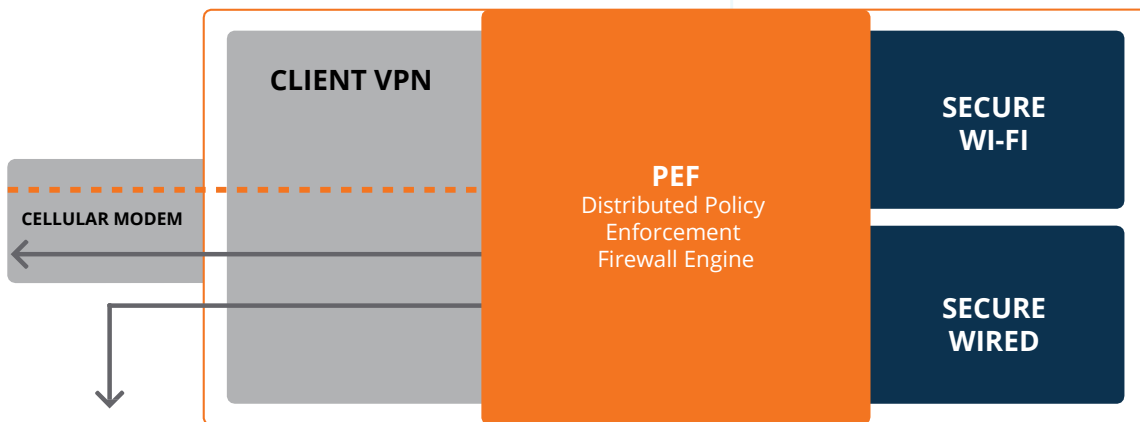 CLIENT VPN
CELLULAR MODEM
PEF
Distributed Policy
Enforcement
Firewall Engine
SECURE
WI-FI
SECURE
WIRED